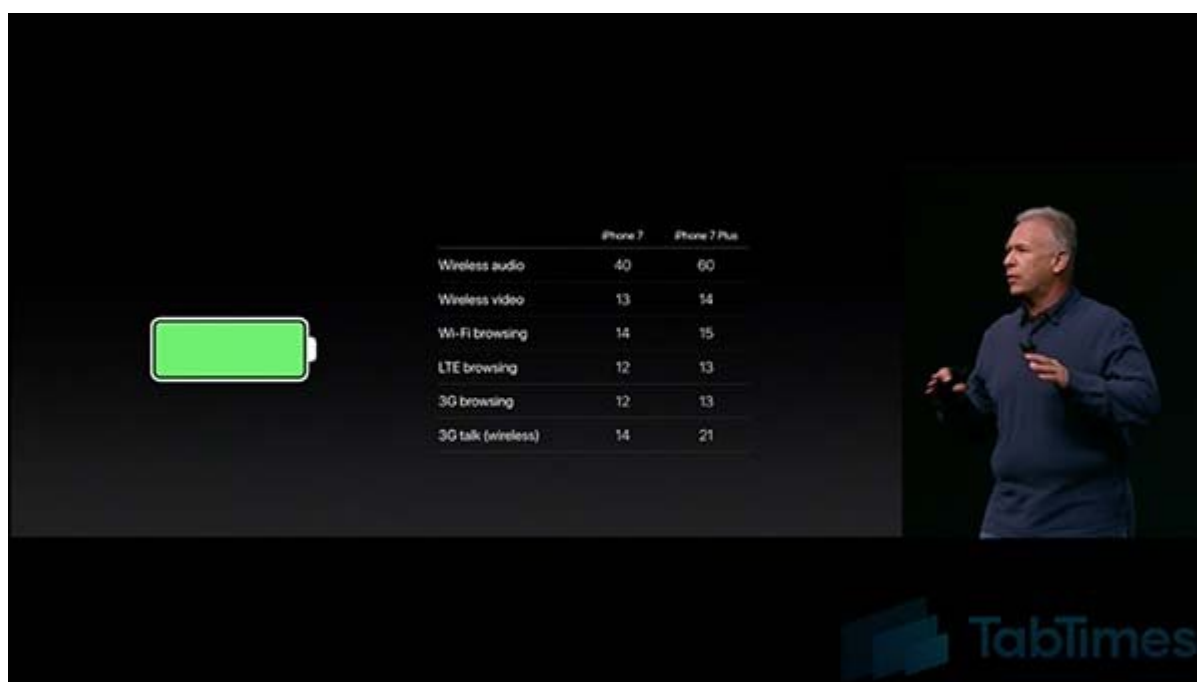 iPhone 7 iPhone 7 Plus
Wireless audio 40 60
Wireless video 13 14
Wi-Fi browsing 14 15
LTE browsing 12 13
3G browsing 12 13
3G talk (wireless) 14 21
TabTimes